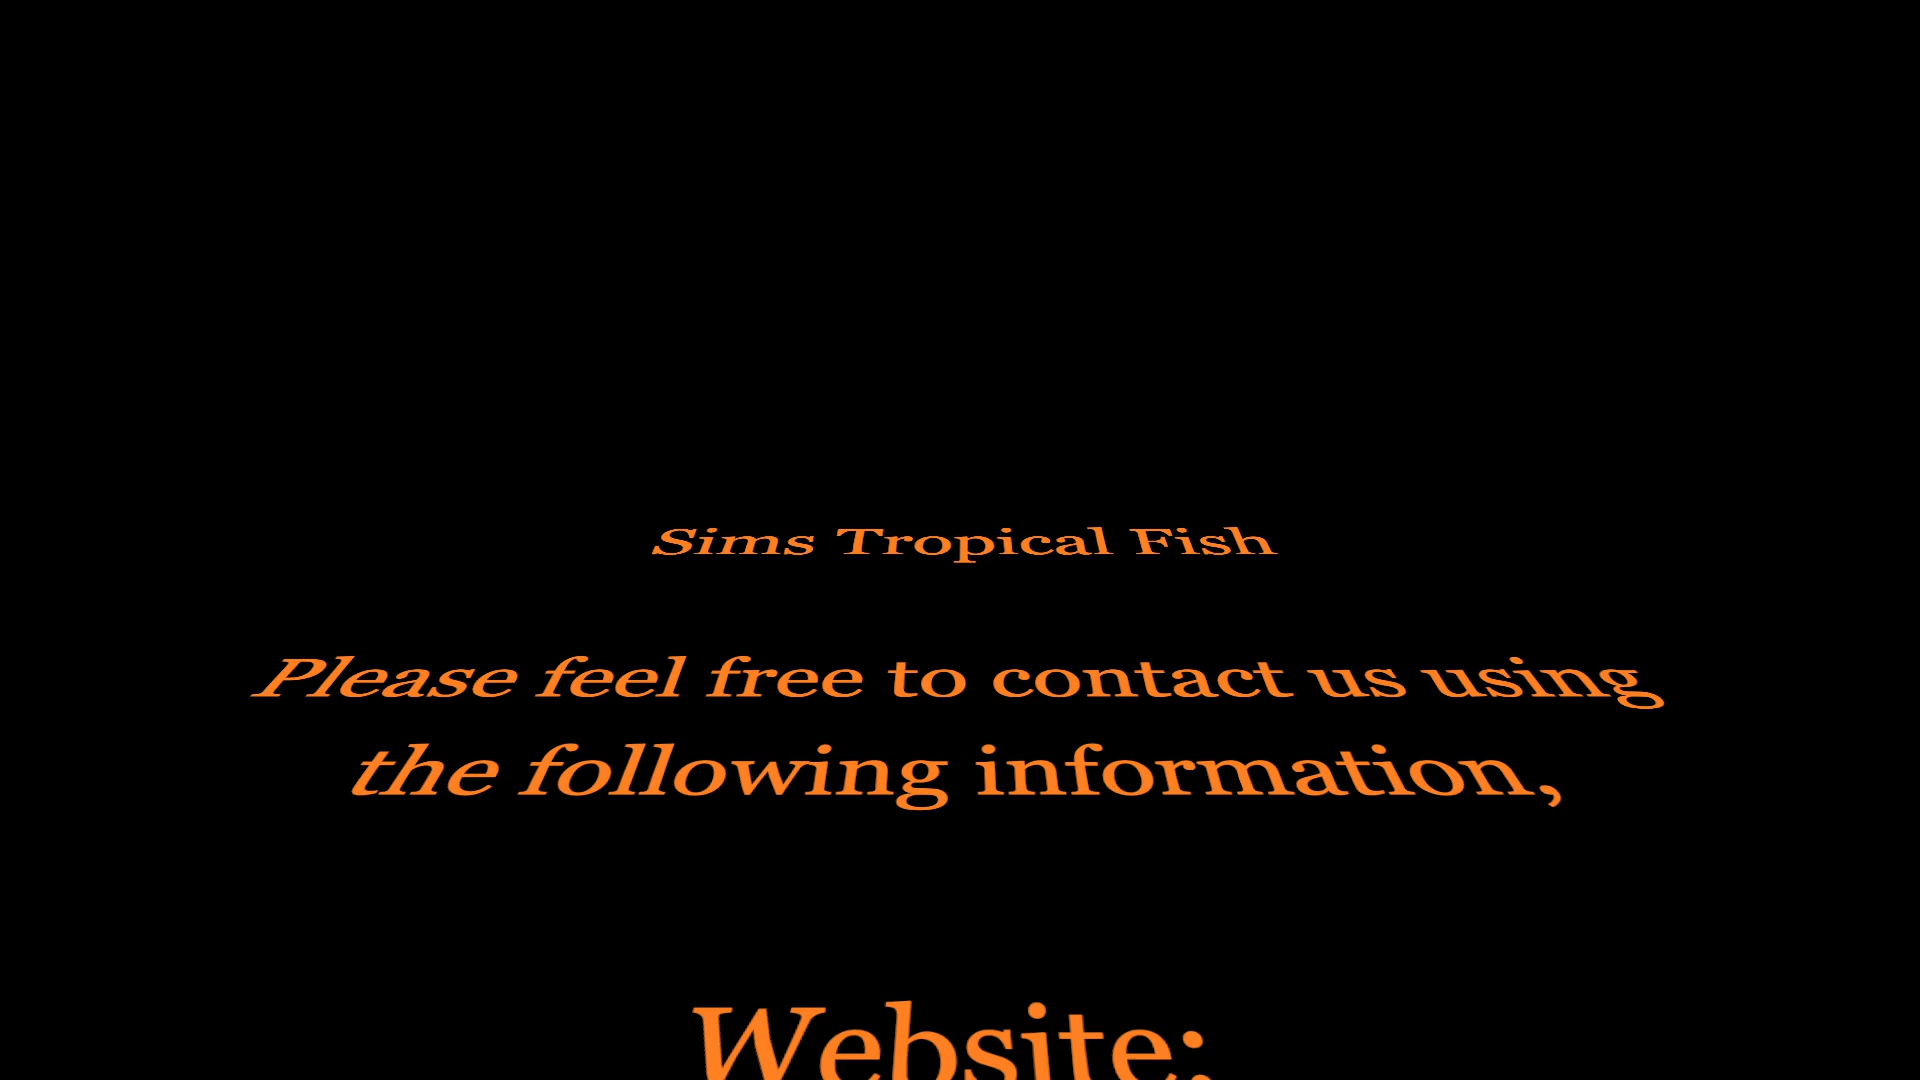 Sims Tropical Fish
Please feel free to contact us using
the following information,
Website: